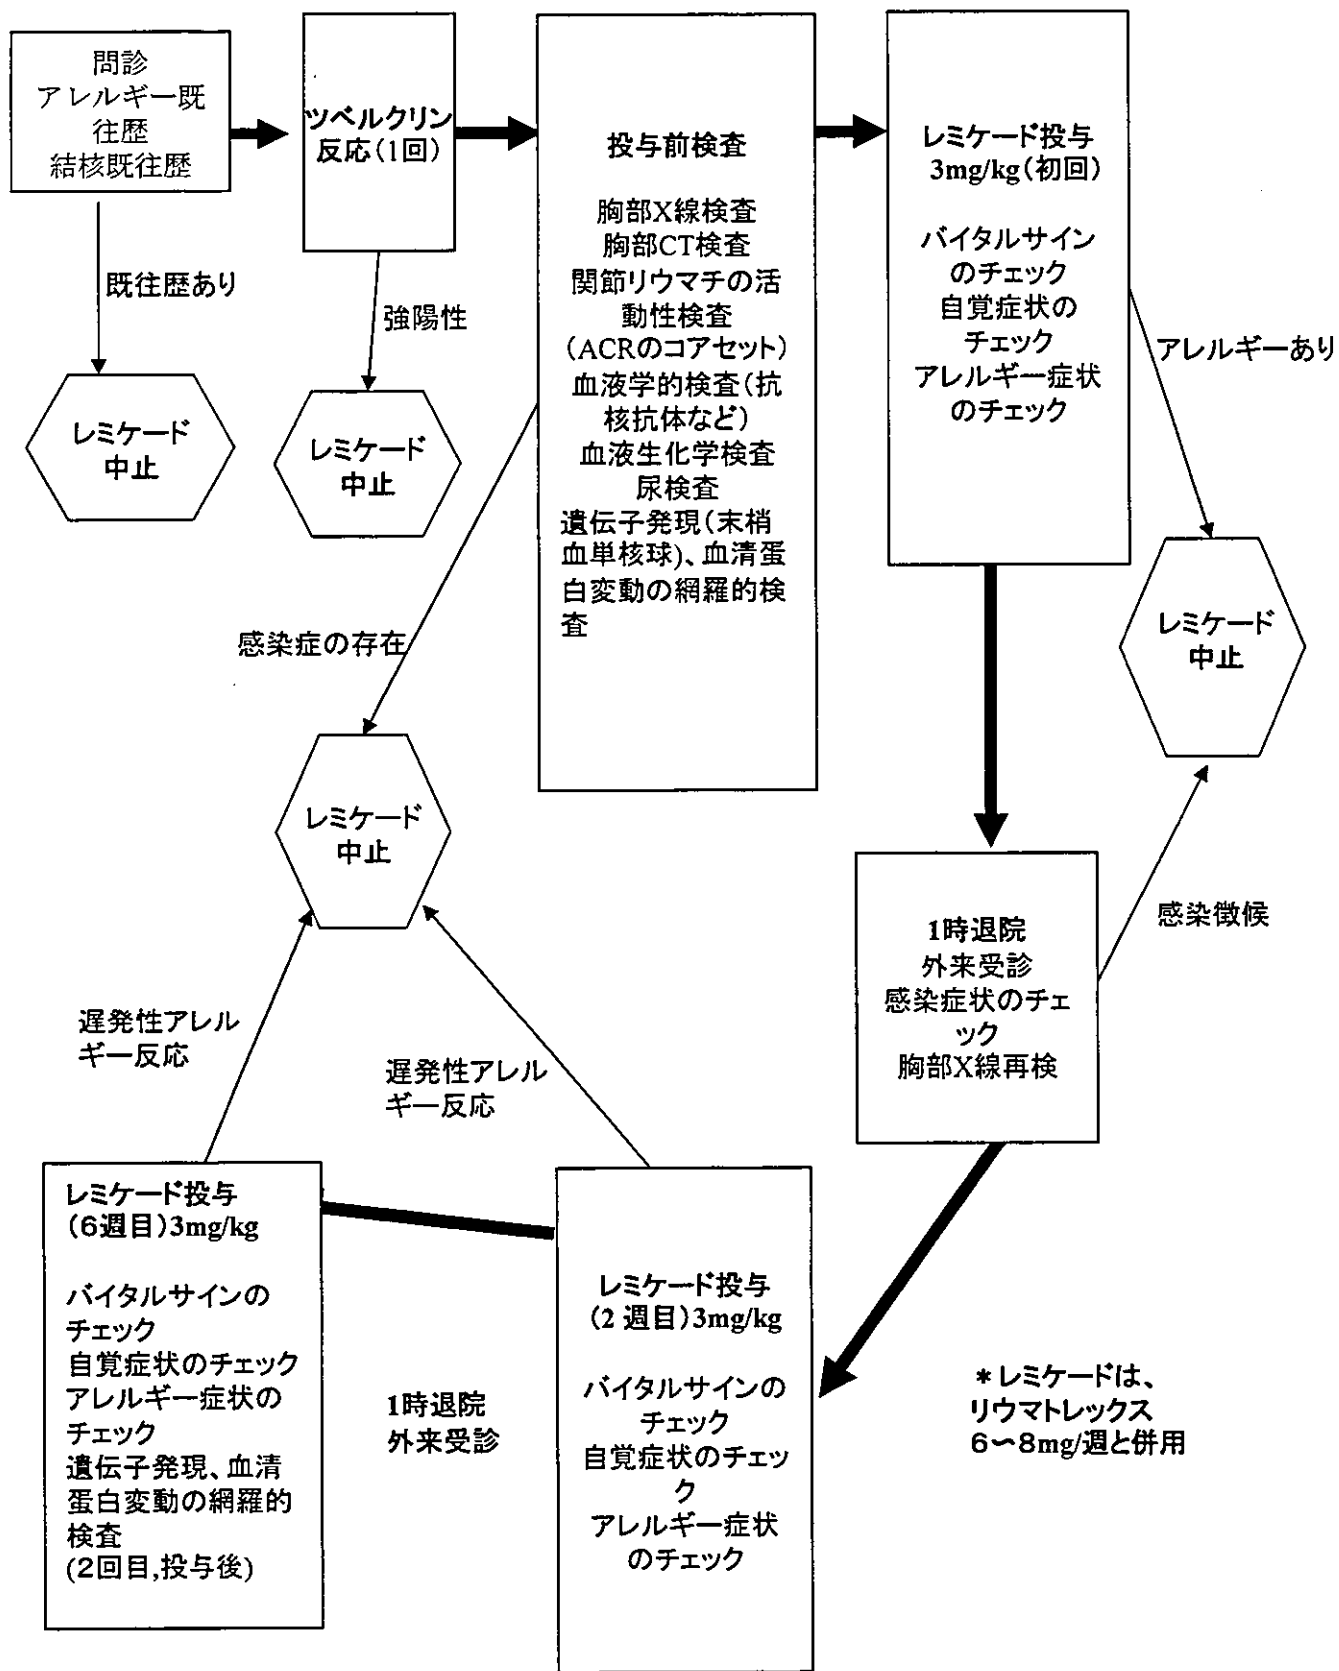 問診
アレルギー既
往歴
結核既往歴
既往歴あり
レミケード
中止
ツベルクリン
反応(1回)
強陽性
レミケード
中止
投与前検査
胸部X線検査
胸部CT検査
関節リウマチの活
動性検査
(ACRのコアセット)
血液学的検査(抗
核抗体など)
血液生化学検査
尿検査
遺伝子発現(末梢
血単核球)、血清蛋
白変動の網羅的検
査
感染症の存在
レミケード
中止
レミケード投与
3mg/kg(初回)
バイタルサイン
のチェック
自覚症状の
チェック
アレルギー症状
のチェック
アレルギーあり
レミケード
中止
感染徴候
1時退院
外来受診
感染症状のチェ
ック
胸部X線再検
レミケード投与
(2週目)3mg/kg
バイタルサインの
チェック
自覚症状のチェッ
ク
アレルギー症状
のチェック
遅発性アレル
ギー反応
1時退院
外来受診
レミケード投与
(6週目)3mg/kg
バイタルサインの
チェック
自覚症状のチェック
アレルギー症状の
チェック
遺伝子発現、血清
蛋白変動の網羅的
検査
(2回目,投与後)
遅発性アレル
ギー反応
*レミケードは、
リウマトレックス
6〜8mg/週と併用